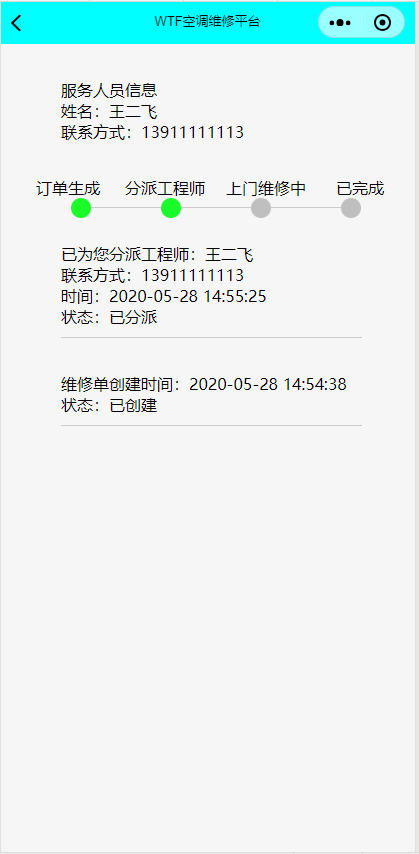 WTF空调维修平台
服务人员信息
姓名：王二飞
联系方式：13911111113
订单生成 分派工程师 上门维修中 已完成
已为您分派工程师：王二飞
联系方式：13911111113
时间：2020-05-28 14:55:25
状态：已分派
维修单创建时间：2020-05-28 14:54:38
状态：已创建